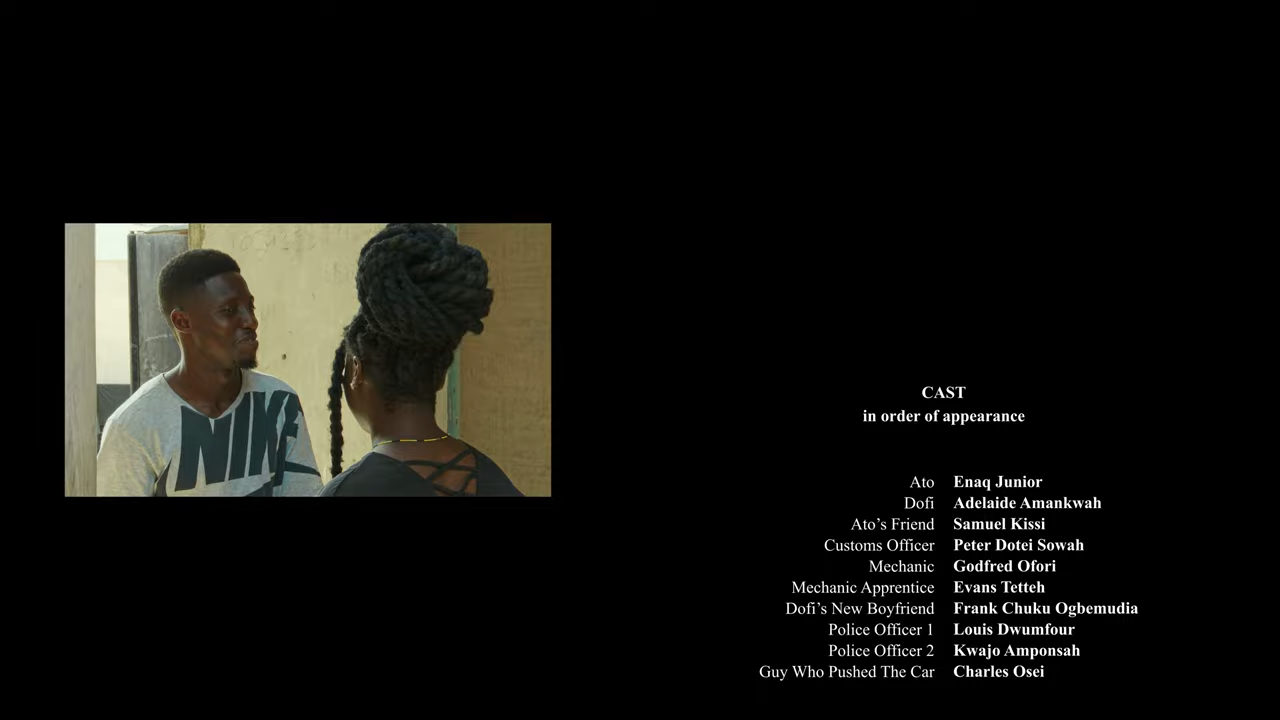 NIKE
CAST
in order of appearance
Ato Enaq Junior
Dofi Adelaide Amankwah
Ato’s Friend Samuel Kissi
Customs Officer Peter Dotei Sowah
Mechanic Godfred Ofori
Mechanic Apprentice Evans Tetteh
Dofi’s New Boyfriend Frank Chuku Ogbemudia
Police Officer 1 Louis Dwumfour
Police Officer 2 Kwajo Amponsah
Guy Who Pushed The Car Charles Osei